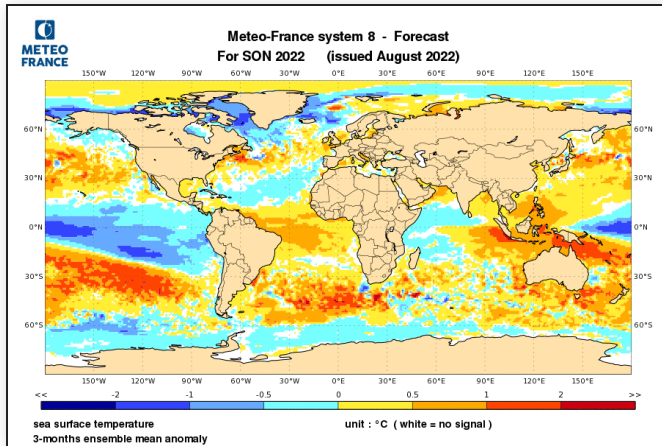 METEO
FRANCE
Meteo-France system 8 - Forecast
For SON 2022 (issued August 2022)
150°W 120°W 90°W 60°W 30°W 0°E 30°E 60°E 90°E 120°E 150°E
60°N 60°N
30°N 30°N
0°N 0°N
30°S 30°S
60°S 60°S
150°W 120°W 90°W 60°W 30°W 0°E 30°E 60°E 90°E 120°E 150°E
<< -2 -1 -0.5 0 0.5 1 2 >>
sea surface temperature unit : °C ( white = no signal )
3-months ensemble mean anomaly